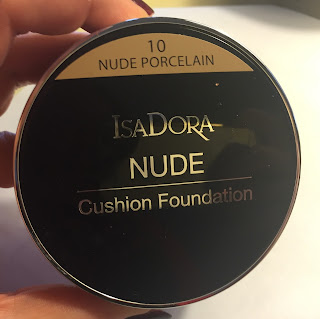 10
NUDE PORCELAIN
ISADORA
NUDE
Cushion Foundation